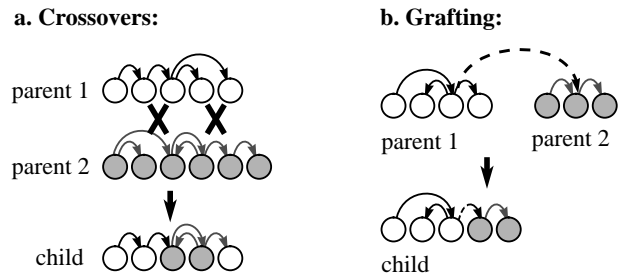 a. Crossovers:
parent 1
parent 2
child
b. Grafting:
parent 1
parent 2
child